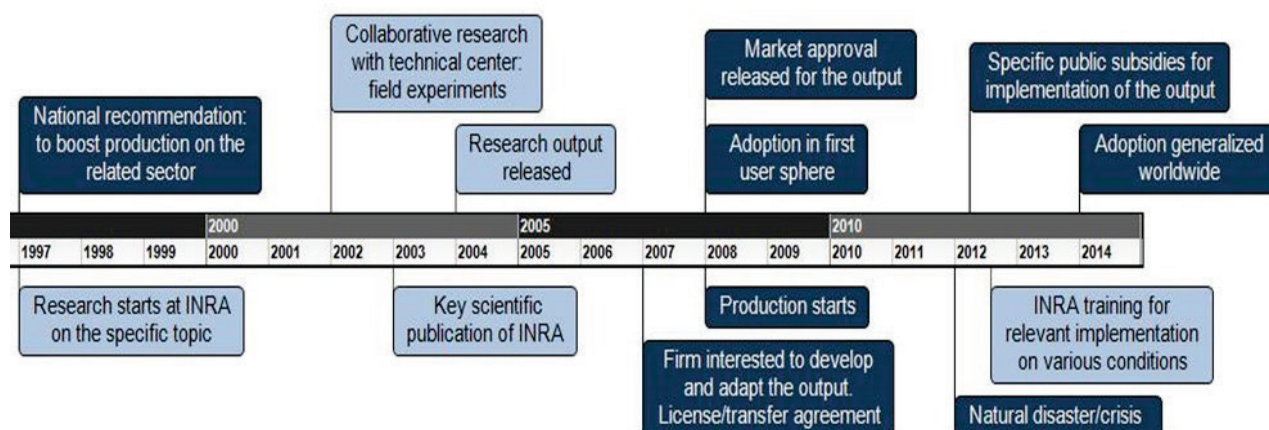 Collaborative research
with technical center:
field experiments
Market approval
released for the output
Specific public subsidies for
implementation of the output
National recommendation:
to boost production on the
related sector
Research output
released
Adoption in first
user sphere
Adoption generalized
worldwide
2000 2005 2010
1997 1998 1999 2000 2001 2002 2003 2004 2005 2006 2007 2008 2009 2010 2011 2012 2013 2014
Research starts at INRA
on the specific topic
Key scientific
publication of INRA
Production starts
INRA training for
relevant implementation
on various conditions
Firm interested to develop
and adapt the output.
License/transfer agreement
Natural disaster/crisis